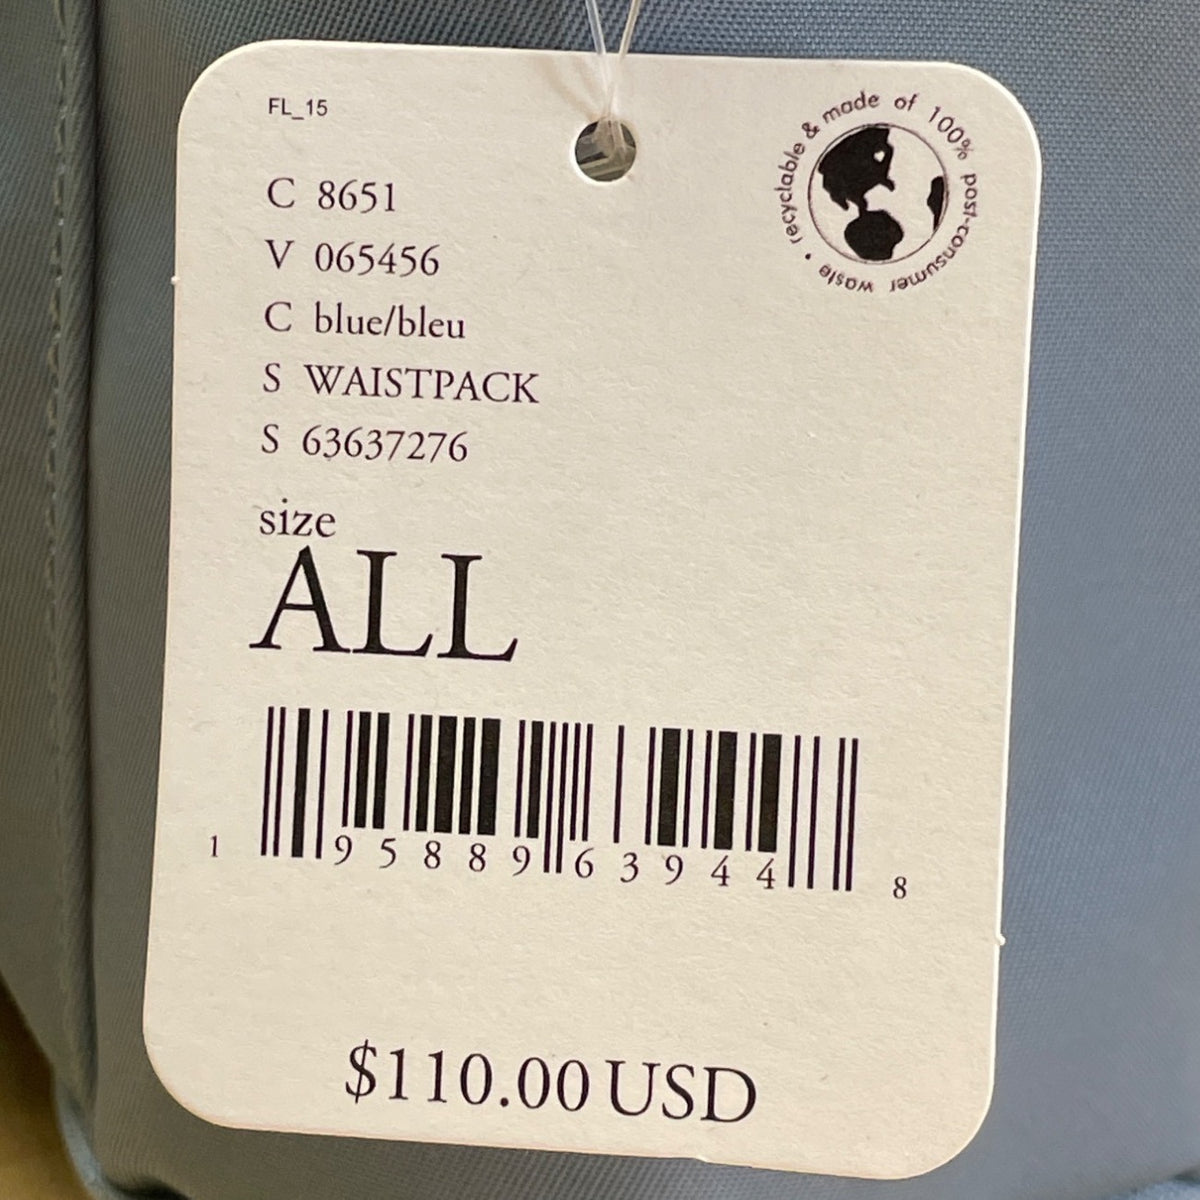 FL_15
recyclable & made of 100% post-consumer waste •
C 8651
V 065456
C blue/bleu
S WAISTPACK
S 63637276
size
ALL
1 95889 63944 8
$110.00 USD